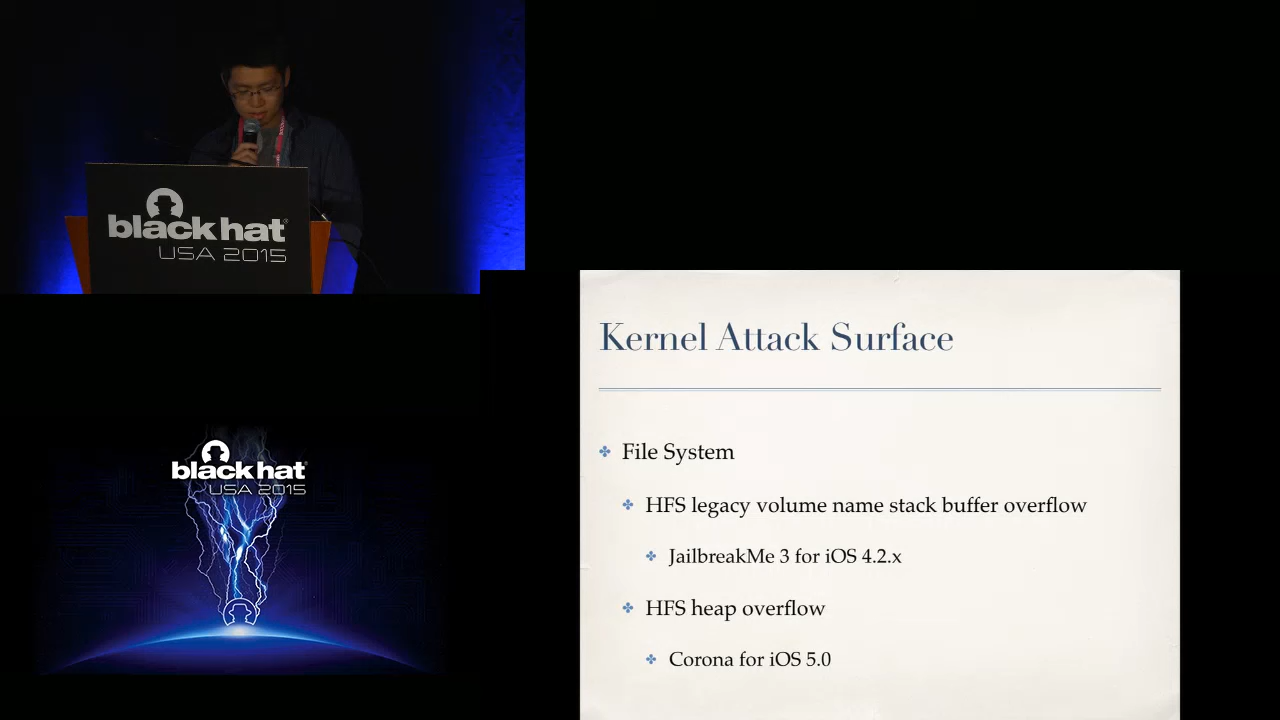 black hat®
USA 2015
Kernel Attack Surface
File System
HFS legacy volume name stack buffer overflow
JailbreakMe 3 for iOS 4.2.x
HFS heap overflow
Corona for iOS 5.0
black hat
USA 2015